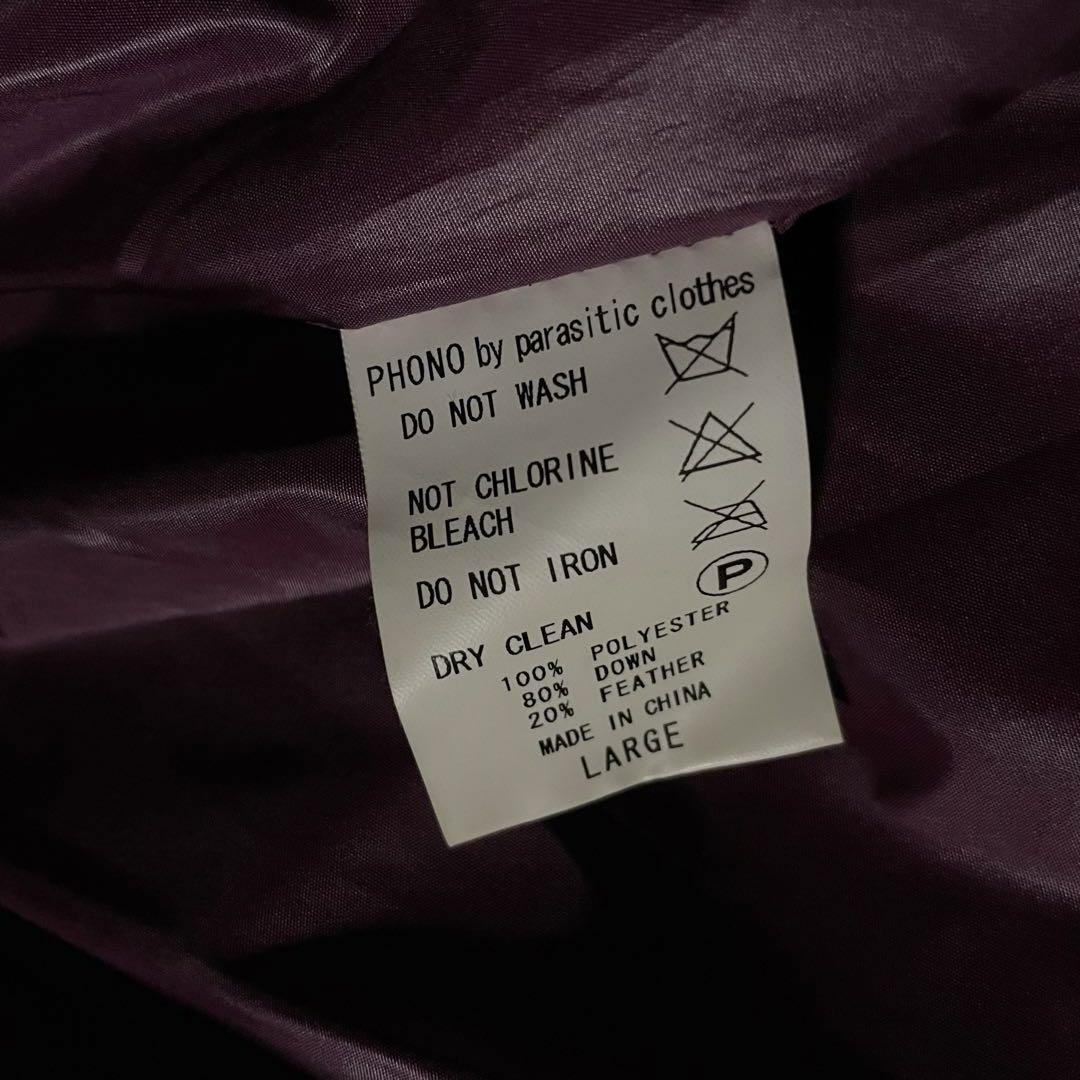 PHONO by parasitic clothes
DO NOT WASH
NOT CHLORINE
BLEACH
DO NOT IRON
P
DRY CLEAN
100% POLYESTER
80% DOWN
20% FEATHER
MADE IN CHINA
LARGE